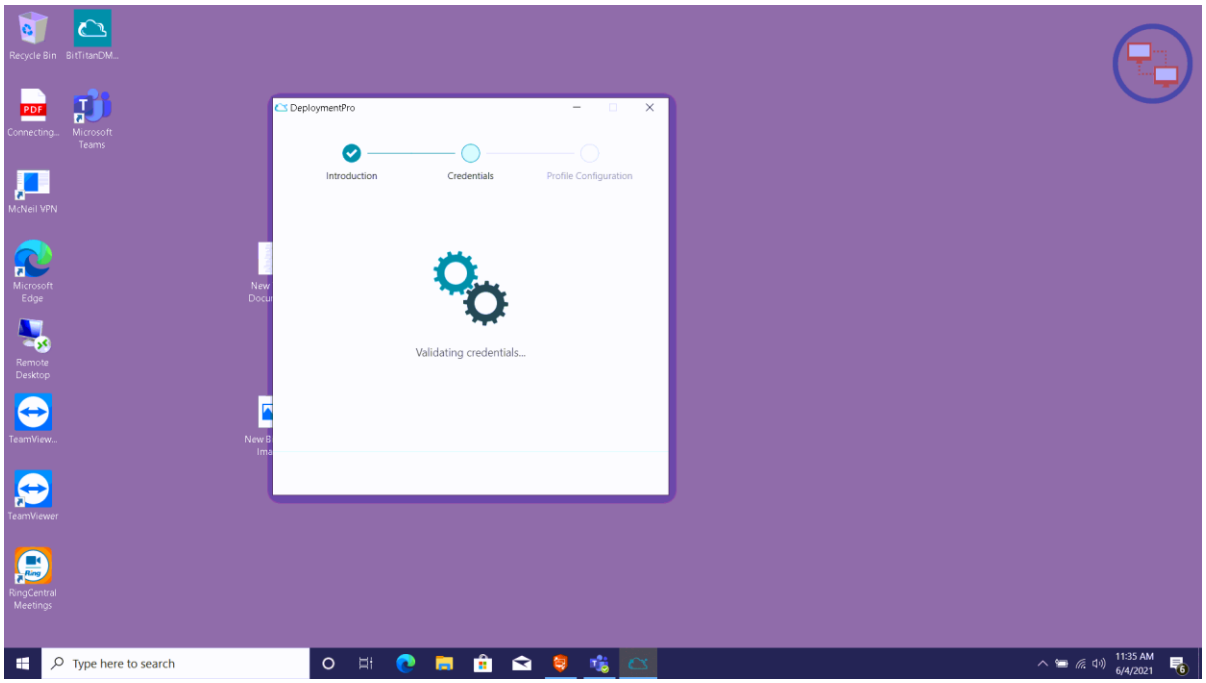 Recycle Bin
BitTitanDM...
PDF
Connecting...
T
Microsoft
Teams
McNeil VPN
Microsoft
Edge
New
Docu
Remote
Desktop
TeamView...
New B
Ima
TeamViewer
Ring
RingCentral
Meetings
DeploymentPro
Introduction
Credentials
Profile Configuration
Validating credentials...
Type here to search
11:35 AM
6/4/2021
6